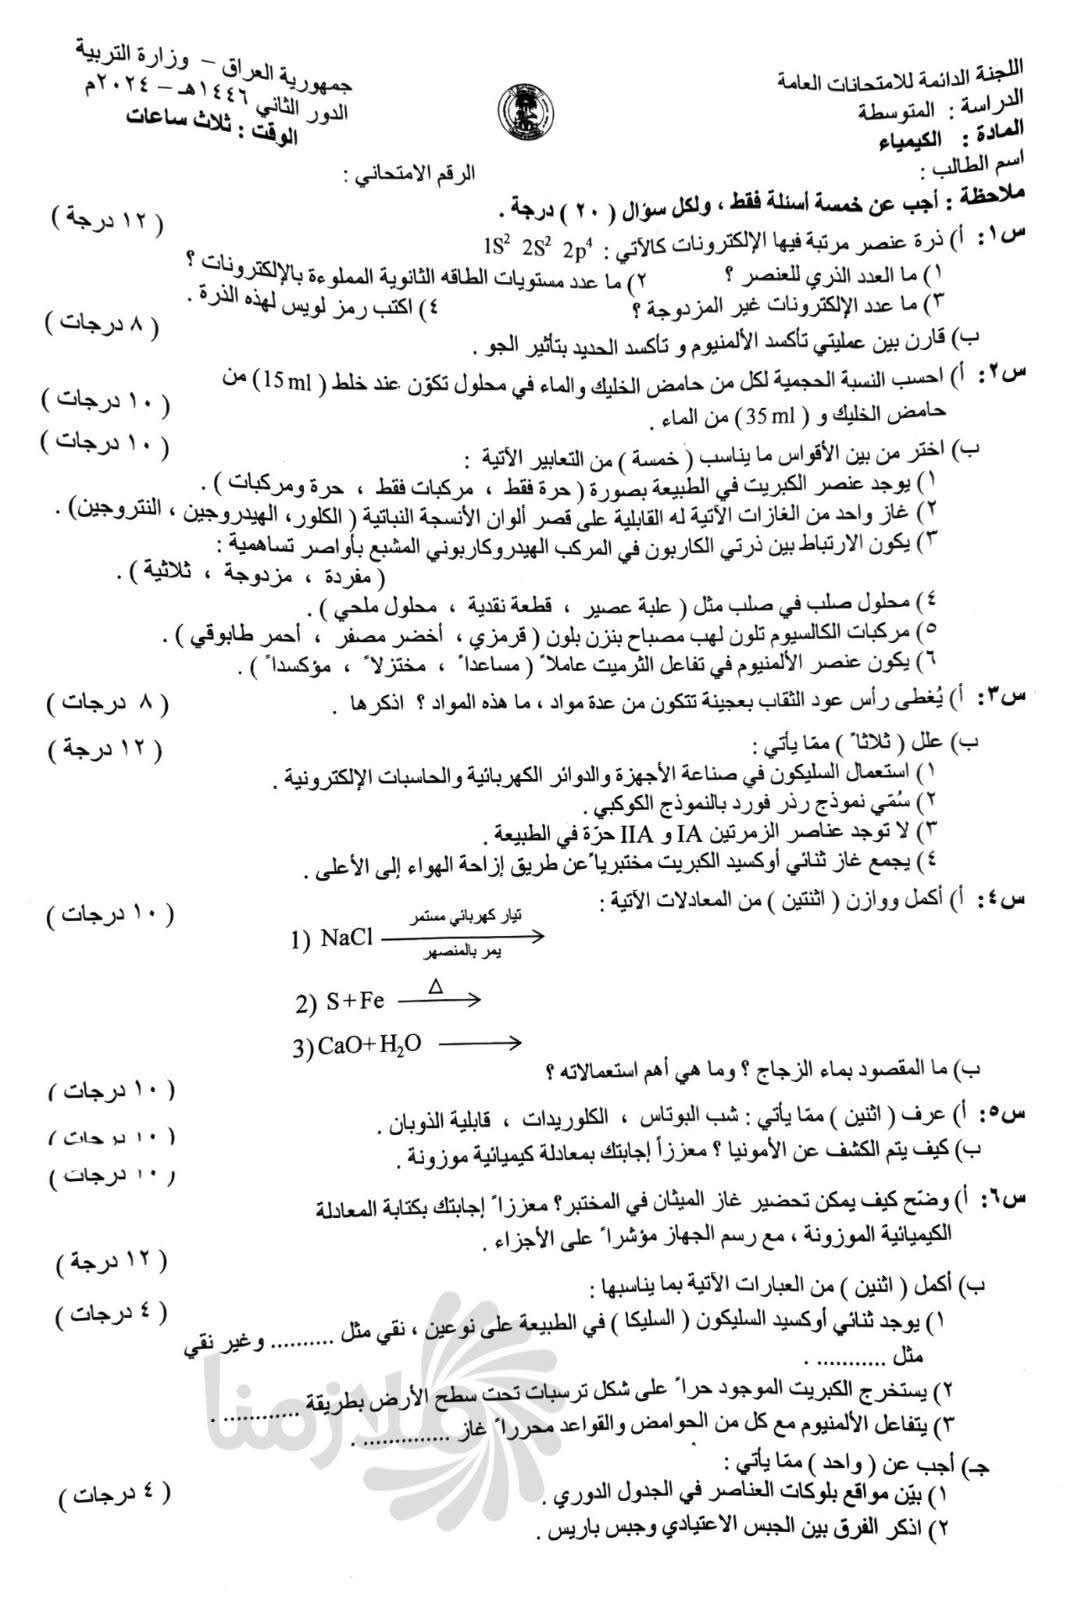 اللجنة الدائمة للامتحانات العامة
الدراسة : المتوسطة
المادة : الكيمياء
اسم الطالب :
جمهورية العراق – وزارة التربية
الدور الثاني ١٤٤٦هـ – ٢٠٢٤م
الوقت : ثلاث ساعات
الرقم الامتحاني :
ملاحظة : أجب عن خمسة أسئلة فقط ، ولكل سؤال ( ٢٠ ) درجة .
س١: أ) ذرة عنصر مرتبة فيها الإلكترونات كالآتي : 1S² 2S² 2p⁴ ( ١٢ درجة )
١) ما العدد الذري للعنصر ؟ ٢) ما عدد مستويات الطاقه الثانوية المملوءة بالإلكترونات ؟
٣) ما عدد الإلكترونات غير المزدوجة ؟ ٤) اكتب رمز لويس لهذه الذرة .
ب) قارن بين عمليتي تأكسد الألمنيوم و تأكسد الحديد بتأثير الجو . ( ٨ درجات )
س٢: أ) احسب النسبة الحجمية لكل من حامض الخليك والماء في محلول تكوّن عند خلط ( 15 ml) من
حامض الخليك و ( 35 ml) من الماء . ( ١٠ درجات )
ب) اختر من بين الأقواس ما يناسب ( خمسة ) من التعابير الآتية : ( ١٠ درجات )
١) يوجد عنصر الكبريت في الطبيعة بصورة ( حرة فقط ، مركبات فقط ، حرة ومركبات ) .
٢) غاز واحد من الغازات الآتية له القابلية على قصر ألوان الأنسجة النباتية ( الكلور، الهيدروجين ، النتروجين) .
٣) يكون الارتباط بين ذرتي الكاربون في المركب الهيدروكاربوني المشبع بأواصر تساهمية :
( مفردة ، مزدوجة ، ثلاثية ) .
٤) محلول صلب في صلب مثل ( علبة عصير ، قطعة نقدية ، محلول ملحي ) .
٥) مركبات الكالسيوم تلون لهب مصباح بنزن بلون ( قرمزي ، أخضر مصفر ، أحمر طابوقي ) .
٦) يكون عنصر الألمنيوم في تفاعل الثرميت عاملاً ( مساعداً ، مختزلاً ، مؤكسداً ) .
س٣: أ) يُغطى رأس عود الثقاب بعجينة تتكون من عدة مواد ، ما هذه المواد ؟ اذكرها . ( ٨ درجات )
ب) علل ( ثلاثاً ) ممّا يأتي : ( ١٢ درجة )
١) استعمال السليكون في صناعة الأجهزة والدوائر الكهربائية والحاسبات الإلكترونية .
٢) سُمّي نموذج رذر فورد بالنموذج الكوكبي .
٣) لا توجد عناصر الزمرتين IA و IIA حرّة في الطبيعة .
٤) يجمع غاز ثنائي أوكسيد الكبريت مختبرياً عن طريق إزاحة الهواء إلى الأعلى .
س٤: أ) أكمل ووازن ( اثنتين ) من المعادلات الآتية : ( ١٠ درجات )
1) NaCl تيار كهربائي مستمر
يمر بالمنصهر
2) S+Fe Δ →
3) CaO+H₂O →
ب) ما المقصود بماء الزجاج ؟ وما هي أهم استعمالاته ؟ ( ١٠ درجات )
س٥: أ) عرف ( اثنين ) ممّا يأتي : شب البوتاس ، الكلوريدات ، قابلية الذوبان . ( ١٠ درجات )
ب) كيف يتم الكشف عن الأمونيا ؟ معززاً إجابتك بمعادلة كيميائية موزونة . ( ١٠ درجات )
س٦: أ) وضّح كيف يمكن تحضير غاز الميثان في المختبر؟ معززاً إجابتك بكتابة المعادلة
الكيميائية الموزونة ، مع رسم الجهاز مؤشراً على الأجزاء . ( ١٢ درجة )
ب) أكمل ( اثنين ) من العبارات الآتية بما يناسبها : ( ٤ درجات )
١) يوجد ثنائي أوكسيد السليكون ( السليكا ) في الطبيعة على نوعين ، نقي مثل .......... وغير نقي
مثل ........... .
٢) يستخرج الكبريت الموجود حراً على شكل ترسبات تحت سطح الأرض بطريقة ............ .
٣) يتفاعل الألمنيوم مع كل من الحوامض والقواعد محرراً غاز .............. .
جـ) أجب عن ( واحد ) ممّا يأتي : ( ٤ درجات )
١) بيّن مواقع بلوكات العناصر في الجدول الدوري .
٢) اذكر الفرق بين الجبس الاعتيادي وجبس باريس .
ملازمنا